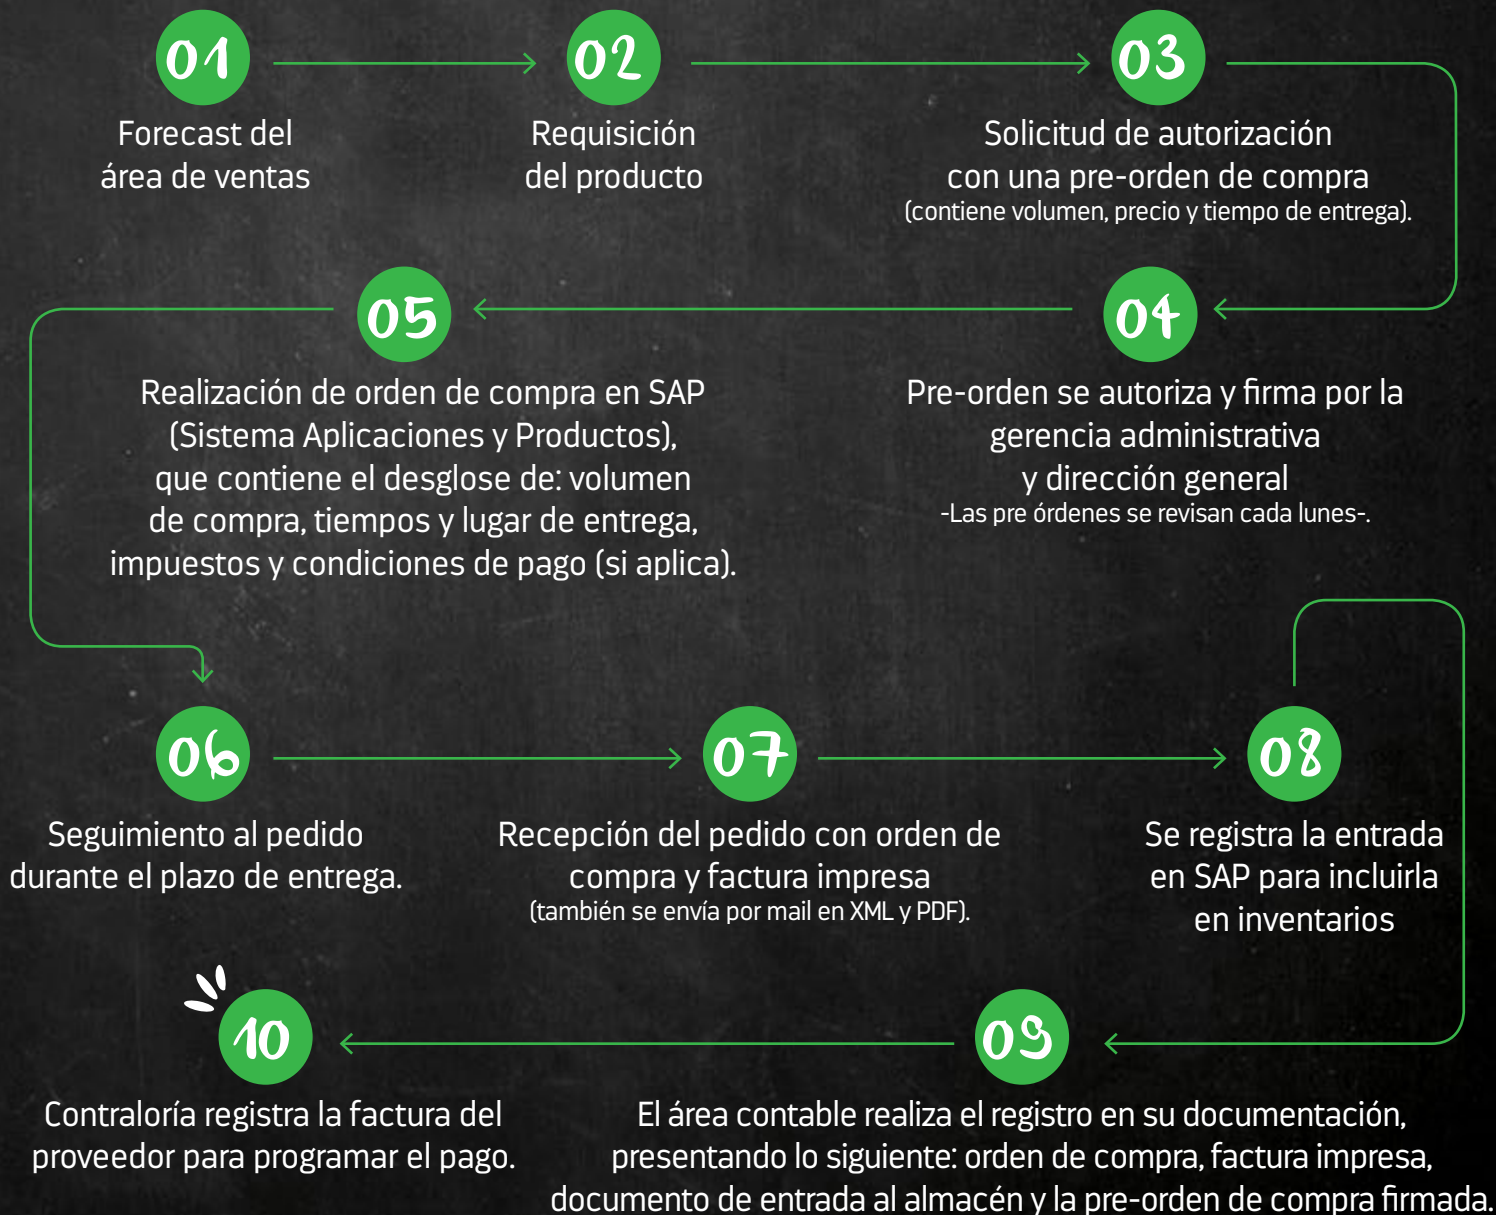 01
Forecast del
área de ventas
02
Requisición
del producto
03
Solicitud de autorización
con una pre-orden de compra
(contiene volumen, precio y tiempo de entrega).
04
Pre-orden se autoriza y firma por la
gerencia administrativa
y dirección general
-Las pre órdenes se revisan cada lunes-.
05
Realización de orden de compra en SAP
(Sistema Aplicaciones y Productos),
que contiene el desglose de: volumen
de compra, tiempos y lugar de entrega,
impuestos y condiciones de pago (si aplica).
06
Seguimiento al pedido
durante el plazo de entrega.
07
Recepción del pedido con orden de
compra y factura impresa
(también se envía por mail en XML y PDF).
08
Se registra la entrada
en SAP para incluirla
en inventarios
09
El área contable realiza el registro en su documentación,
presentando lo siguiente: orden de compra, factura impresa,
documento de entrada al almacén y la pre-orden de compra firmada.
10
Contraloría registra la factura del
proveedor para programar el pago.